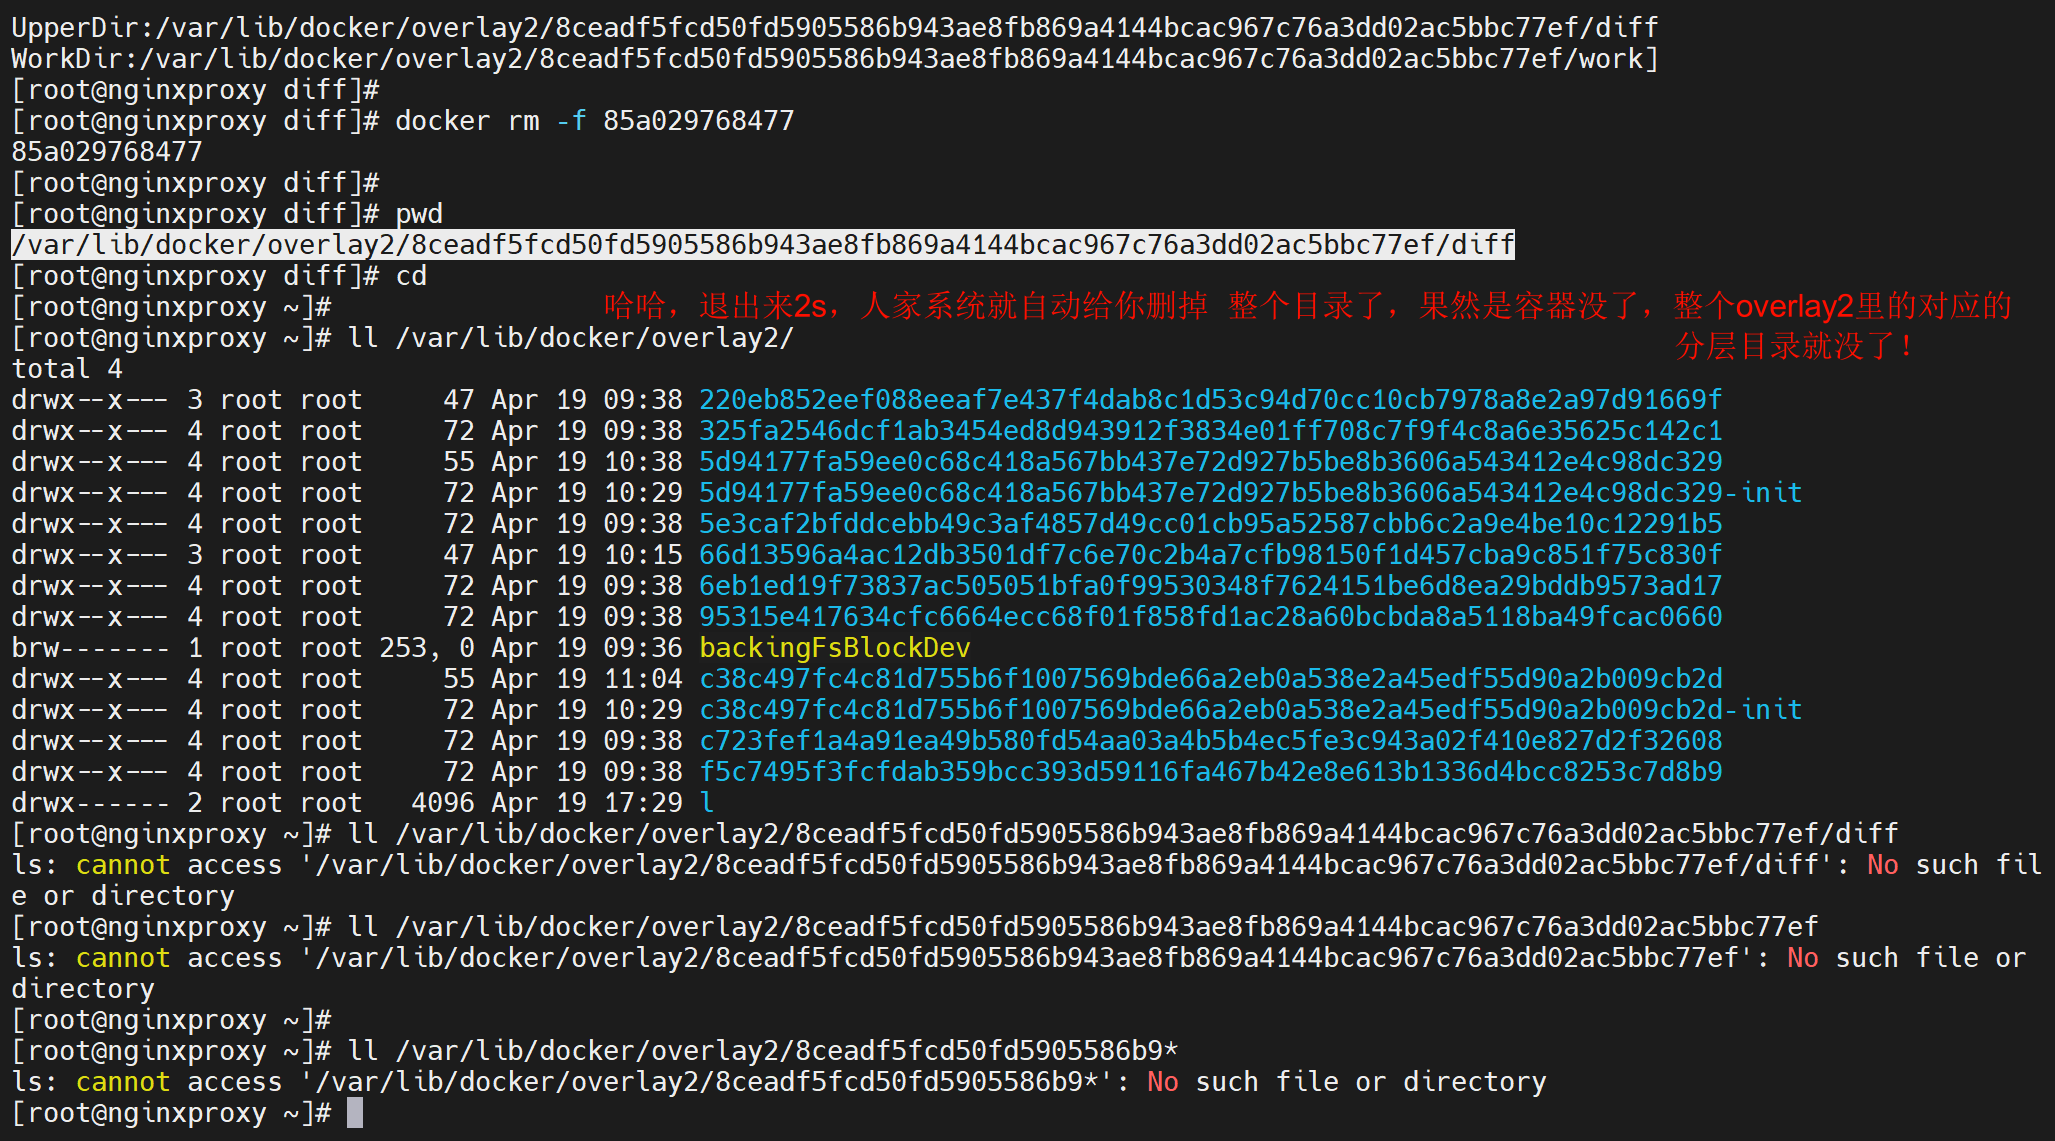 UpperDir:/var/lib/docker/overlay2/8ceadf5fcd50fd5905586b943ae8fb869a4144bcac967c76a3dd02ac5bbc77ef/diff
WorkDir:/var/lib/docker/overlay2/8ceadf5fcd50fd5905586b943ae8fb869a4144bcac967c76a3dd02ac5bbc77ef/work]
[root@nginxproxy diff]#
[root@nginxproxy diff]# docker rm -f 85a029768477
85a029768477
[root@nginxproxy diff]#
[root@nginxproxy diff]# pwd
/var/lib/docker/overlay2/8ceadf5fcd50fd5905586b943ae8fb869a4144bcac967c76a3dd02ac5bbc77ef/diff
[root@nginxproxy diff]# cd
[root@nginxproxy ~]#
哈哈，退出来2s，人家系统就自动给你删掉 整个目录了，果然是容器没了，整个overlay2里的对应的
分层目录就没了！
[root@nginxproxy ~]# ll /var/lib/docker/overlay2/
total 4
drwx--x--- 3 root root     47 Apr 19 09:38 220eb852eef088eeaf7e437f4dab8c1d53c94d70cc10cb7978a8e2a97d91669f
drwx--x--- 4 root root     72 Apr 19 09:38 325fa2546dcf1ab3454ed8d943912f3834e01ff708c7f9f4c8a6e35625c142c1
drwx--x--- 4 root root     55 Apr 19 10:38 5d94177fa59ee0c68c418a567bb437e72d927b5be8b3606a543412e4c98dc329
drwx--x--- 4 root root     72 Apr 19 10:29 5d94177fa59ee0c68c418a567bb437e72d927b5be8b3606a543412e4c98dc329-init
drwx--x--- 4 root root     72 Apr 19 09:38 5e3caf2bfddcebb49c3af4857d49cc01cb95a52587cbb6c2a9e4be10c12291b5
drwx--x--- 3 root root     47 Apr 19 10:15 66d13596a4ac12db3501df7c6e70c2b4a7cfb98150f1d457cba9c851f75c830f
drwx--x--- 4 root root     72 Apr 19 09:38 6eb1ed19f73837ac505051bfa0f99530348f7624151be6d8ea29bddb9573ad17
drwx--x--- 4 root root     72 Apr 19 09:38 95315e417634cfc6664ecc68f01f858fd1ac28a60bcbda8a5118ba49fcac0660
brw------- 1 root root 253, 0 Apr 19 09:36 backingFsBlockDev
drwx--x--- 4 root root     55 Apr 19 11:04 c38c497fc4c81d755b6f1007569bde66a2eb0a538e2a45edf55d90a2b009cb2d
drwx--x--- 4 root root     72 Apr 19 10:29 c38c497fc4c81d755b6f1007569bde66a2eb0a538e2a45edf55d90a2b009cb2d-init
drwx--x--- 4 root root     72 Apr 19 09:38 c723fef1a4a91ea49b580fd54aa03a4b5b4ec5fe3c943a02f410e827d2f32608
drwx--x--- 4 root root     72 Apr 19 09:38 f5c7495f3fcfdab359bcc393d59116fa467b42e8e613b1336d4bcc8253c7d8b9
drwx------ 2 root root   4096 Apr 19 17:29 l
[root@nginxproxy ~]# ll /var/lib/docker/overlay2/8ceadf5fcd50fd5905586b943ae8fb869a4144bcac967c76a3dd02ac5bbc77ef/diff
ls: cannot access '/var/lib/docker/overlay2/8ceadf5fcd50fd5905586b943ae8fb869a4144bcac967c76a3dd02ac5bbc77ef/diff': No such fil
e or directory
[root@nginxproxy ~]# ll /var/lib/docker/overlay2/8ceadf5fcd50fd5905586b943ae8fb869a4144bcac967c76a3dd02ac5bbc77ef
ls: cannot access '/var/lib/docker/overlay2/8ceadf5fcd50fd5905586b943ae8fb869a4144bcac967c76a3dd02ac5bbc77ef': No such file or
directory
[root@nginxproxy ~]#
[root@nginxproxy ~]# ll /var/lib/docker/overlay2/8ceadf5fcd50fd5905586b9*
ls: cannot access '/var/lib/docker/overlay2/8ceadf5fcd50fd5905586b9*': No such file or directory
[root@nginxproxy ~]#